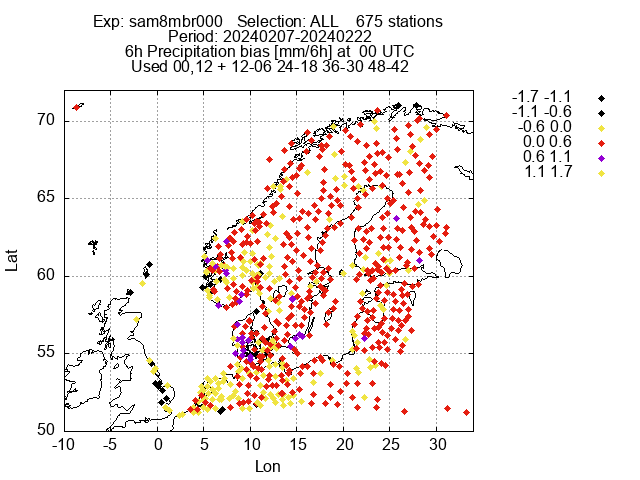 Exp: sam8mbr000 Selection: ALL 675 stations
Period: 20240207-20240222
6h Precipitation bias [mm/6h] at 00 UTC
Used 00,12 + 12-06 24-18 36-30 48-42
-1.7 -1.1
-1.1 -0.6
-0.6 0.0
0.0 0.6
0.6 1.1
1.1 1.7
70
65
60
55
50
Lat
-10 -5 0 5 10 15 20 25 30
Lon